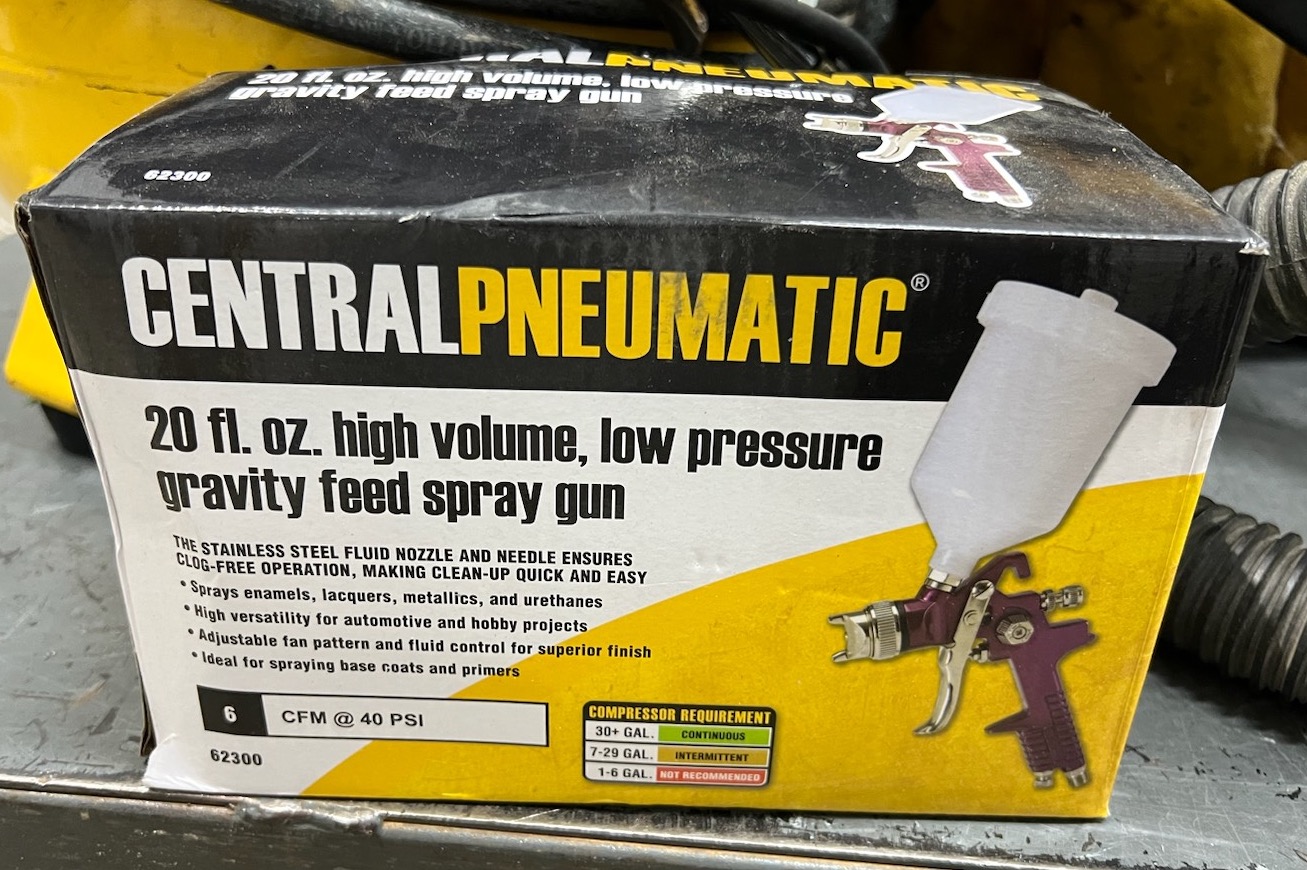 CENTRALPNEUMATIC
20 fl. oz. high volume, low pressure
gravity feed spray gun
62300
CENTRALPNEUMATIC®
20 fl. oz. high volume, low pressure
gravity feed spray gun
THE STAINLESS STEEL FLUID NOZZLE AND NEEDLE ENSURES
CLOG-FREE OPERATION, MAKING CLEAN-UP QUICK AND EASY
• Sprays enamels, lacquers, metallics, and urethanes
• High versatility for automotive and hobby projects
• Adjustable fan pattern and fluid control for superior finish
• Ideal for spraying base coats and primers
6 CFM @ 40 PSI
62300
COMPRESSOR REQUIREMENT
30+ GAL. CONTINUOUS
7-29 GAL. INTERMITTENT
1-6 GAL. NOT RECOMMENDED